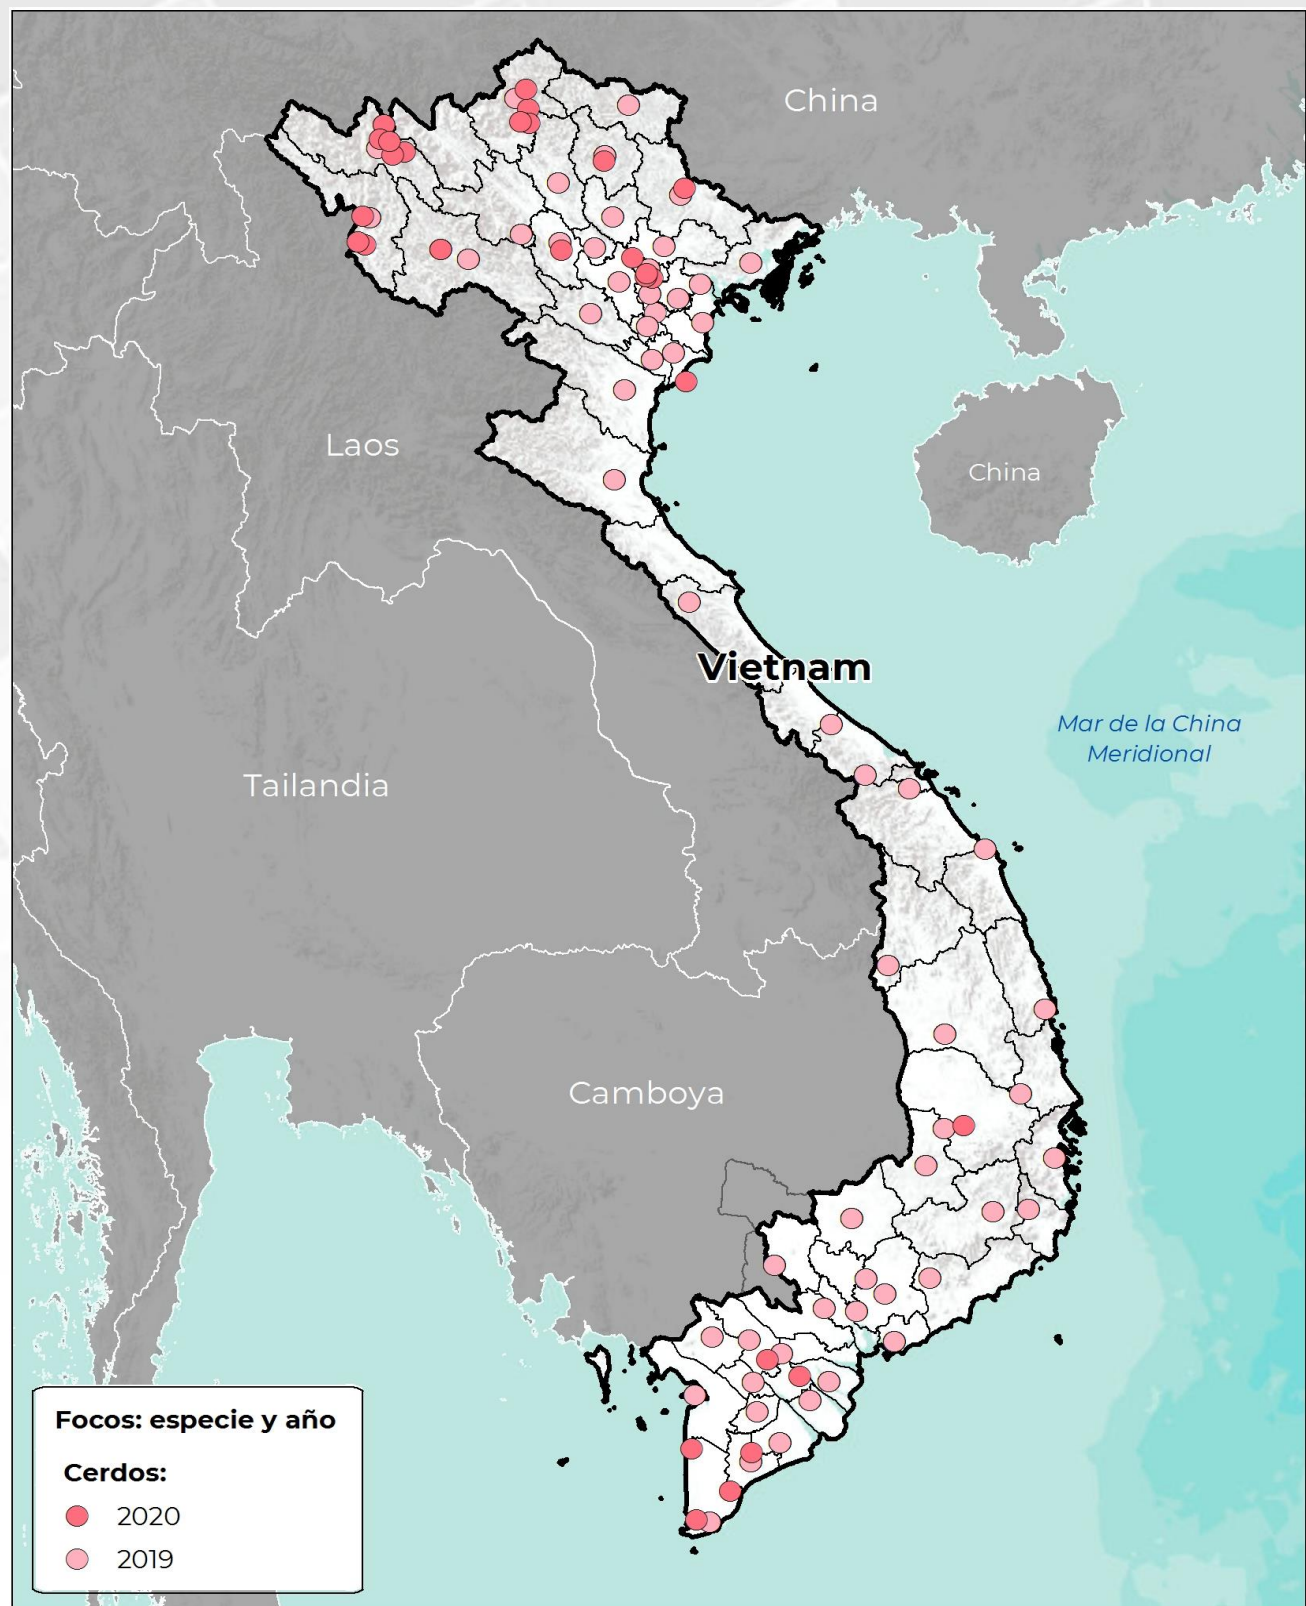 China
Laos
China
Vietnam
Mar de la China
Meridional
Tailandia
Camboya
Focos: especie y año
Cerdos:
2020
2019